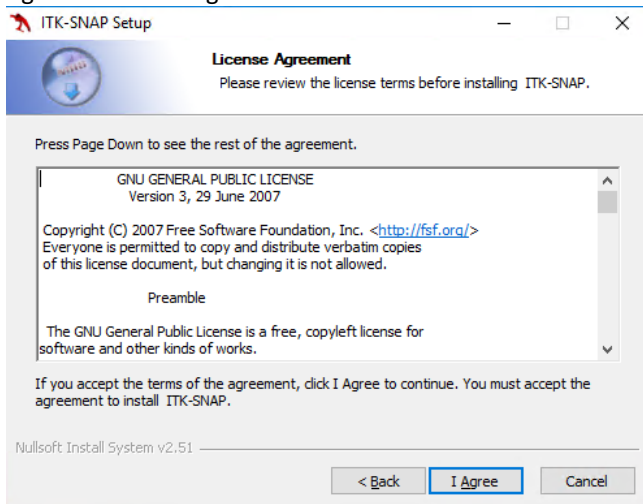 ITK-SNAP Setup
License Agreement
Please review the license terms before installing ITK-SNAP.
Press Page Down to see the rest of the agreement.
GNU GENERAL PUBLIC LICENSE
Version 3, 29 June 2007
Copyright (C) 2007 Free Software Foundation, Inc. <http://fsf.org/>
Everyone is permitted to copy and distribute verbatim copies
of this license document, but changing it is not allowed.
Preamble
The GNU General Public License is a free, copyleft license for
software and other kinds of works.
If you accept the terms of the agreement, click I Agree to continue. You must accept the
agreement to install ITK-SNAP.
Nullsoft Install System v2.51
< Back I Agree Cancel